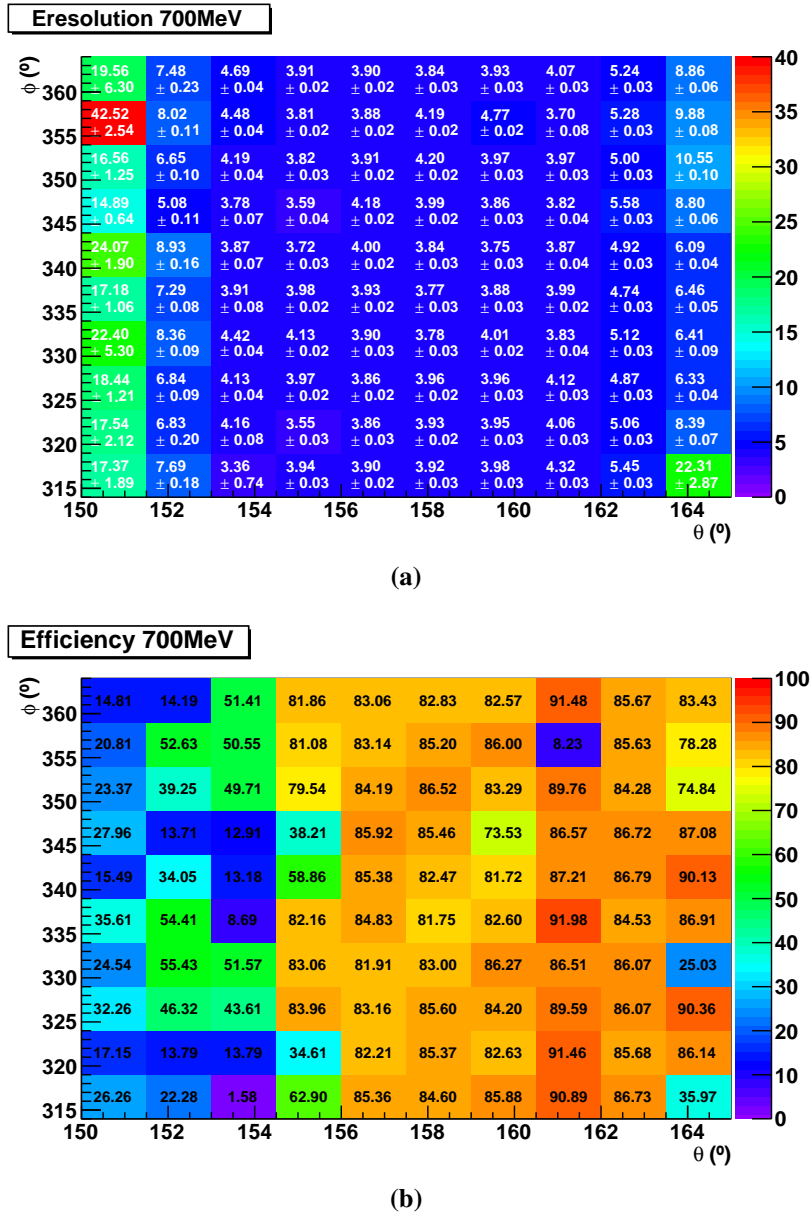 Eresolution 700MeV
φ (º)
19.56 7.48 4.69 3.91 3.90 3.84 3.93 4.07 5.24 8.86
± 6.30 ± 0.23 ± 0.04 ± 0.02 ± 0.02 ± 0.02 ± 0.03 ± 0.03 ± 0.03 ± 0.06
360
42.52 8.02 4.48 3.81 3.88 4.19 4.77 3.70 5.28 9.88
± 2.54 ± 0.11 ± 0.04 ± 0.02 ± 0.02 ± 0.02 ± 0.02 ± 0.08 ± 0.03 ± 0.08
355
16.56 6.65 4.19 3.82 3.91 4.20 3.97 3.97 5.00 10.55
± 1.25 ± 0.10 ± 0.04 ± 0.03 ± 0.02 ± 0.02 ± 0.03 ± 0.03 ± 0.03 ± 0.10
350
14.89 5.08 3.78 3.59 4.18 3.99 3.86 3.82 5.58 8.80
± 0.64 ± 0.11 ± 0.07 ± 0.04 ± 0.02 ± 0.02 ± 0.03 ± 0.04 ± 0.03 ± 0.06
345
24.07 8.93 3.87 3.72 4.00 3.84 3.75 3.87 4.92 6.09
± 1.90 ± 0.16 ± 0.07 ± 0.03 ± 0.02 ± 0.03 ± 0.03 ± 0.04 ± 0.03 ± 0.04
340
17.18 7.29 3.91 3.98 3.93 3.77 3.88 3.99 4.74 6.46
± 1.06 ± 0.08 ± 0.08 ± 0.02 ± 0.02 ± 0.03 ± 0.03 ± 0.02 ± 0.03 ± 0.05
335
22.40 8.36 4.42 4.13 3.90 3.78 4.01 3.83 5.12 6.41
± 5.30 ± 0.09 ± 0.04 ± 0.02 ± 0.03 ± 0.03 ± 0.02 ± 0.04 ± 0.03 ± 0.09
330
18.44 6.84 4.13 3.97 3.86 3.96 3.96 4.12 4.87 6.33
± 1.21 ± 0.09 ± 0.04 ± 0.02 ± 0.02 ± 0.02 ± 0.02 ± 0.03 ± 0.03 ± 0.04
325
17.54 6.83 4.16 3.55 3.86 3.93 3.95 4.06 5.06 8.39
± 2.12 ± 0.20 ± 0.08 ± 0.03 ± 0.03 ± 0.02 ± 0.03 ± 0.03 ± 0.03 ± 0.07
320
17.37 7.69 3.36 3.94 3.90 3.92 3.98 4.32 5.45 22.31
± 1.89 ± 0.18 ± 0.74 ± 0.03 ± 0.02 ± 0.03 ± 0.03 ± 0.03 ± 0.03 ± 2.87
314
150 152 154 156 158 160 162 164
θ (º)
40
35
30
25
20
15
10
5
0
(a)
Efficiency 700MeV
φ (º)
14.81 14.19 51.41 81.86 83.06 82.83 82.57 91.48 85.67 83.43
360
20.81 52.63 50.55 81.08 83.14 85.20 86.00 8.23 85.63 78.28
355
23.37 39.25 49.71 79.54 84.19 86.52 83.29 89.76 84.28 74.84
350
27.96 13.71 12.91 38.21 85.92 85.46 73.53 86.57 86.72 87.08
345
15.49 34.05 13.18 58.86 85.38 82.47 81.72 87.21 86.79 90.13
340
35.61 54.41 8.69 82.16 84.83 81.75 82.60 91.98 84.53 86.91
335
24.54 55.43 51.57 83.06 81.91 83.00 86.27 86.51 86.07 25.03
330
32.26 46.32 43.61 83.96 83.16 85.60 84.20 89.59 86.07 90.36
325
17.15 13.79 13.79 34.61 82.21 85.37 82.63 91.46 85.68 86.14
320
26.26 22.28 1.58 62.90 85.36 84.60 85.88 90.89 86.73 35.97
314
150 152 154 156 158 160 162 164
θ (º)
100
90
80
70
60
50
40
30
20
10
0
(b)